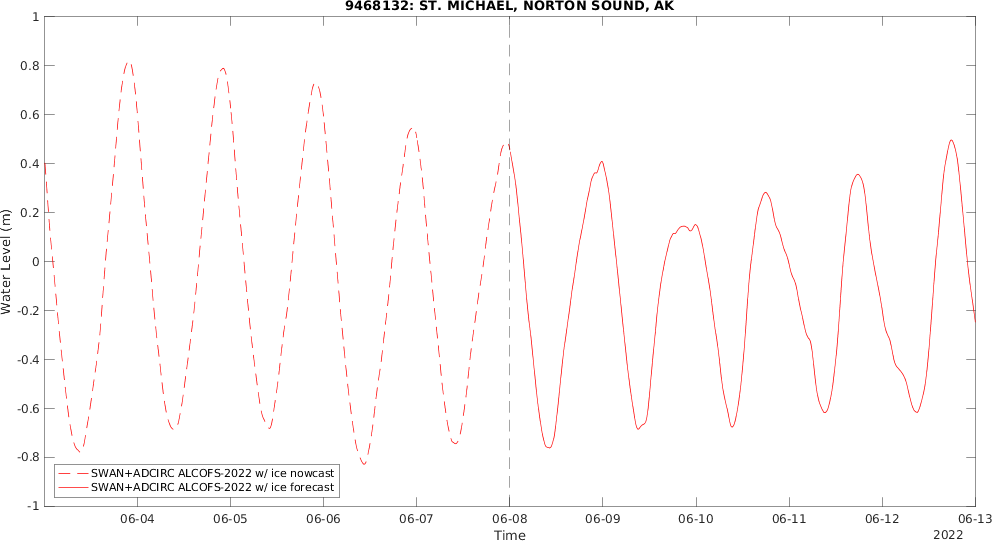 9468132: ST. MICHAEL, NORTON SOUND, AK
1
0.8
0.6
0.4
0.2
0
-0.2
-0.4
-0.6
-0.8
-1
Water Level (m)
SWAN+ADCIRC ALCOFS-2022 w/ ice nowcast
SWAN+ADCIRC ALCOFS-2022 w/ ice forecast
06-04 06-05 06-06 06-07 06-08 06-09 06-10 06-11 06-12 06-13
Time
2022